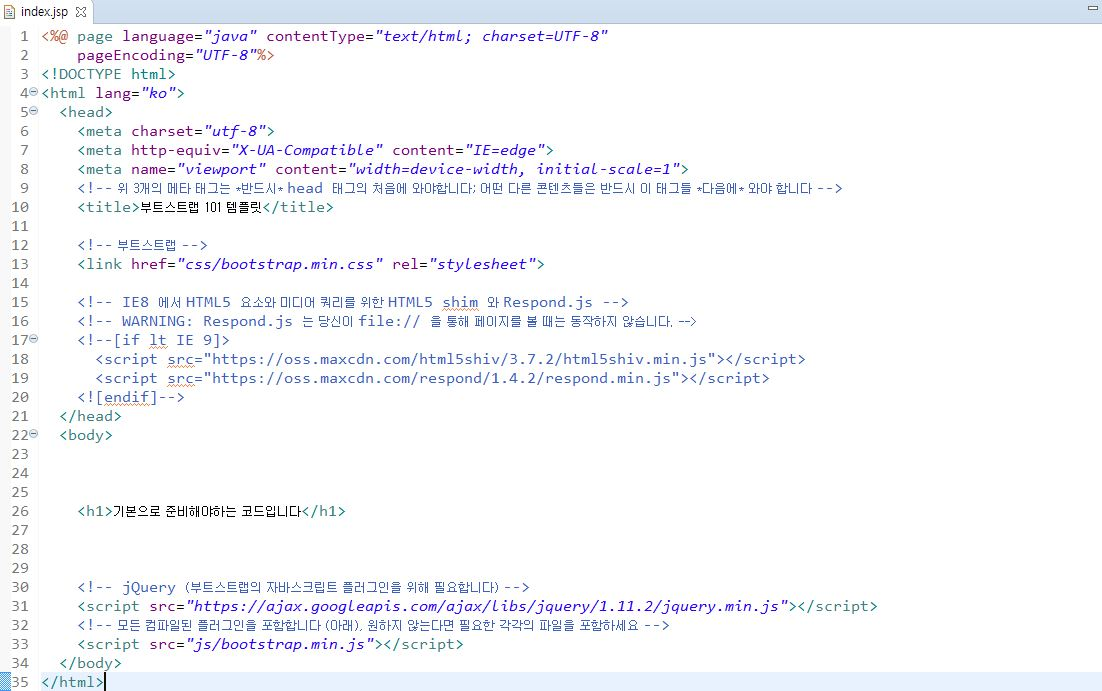 index.jsp
1 <%@ page language="java" contentType="text/html; charset=UTF-8"
2     pageEncoding="UTF-8"%>
3 <!DOCTYPE html>
4 <html lang="ko">
5   <head>
6     <meta charset="utf-8">
7     <meta http-equiv="X-UA-Compatible" content="IE=edge">
8     <meta name="viewport" content="width=device-width, initial-scale=1">
9     <!-- 위 3개의 메타 태그는 *반드시* head 태그의 처음에 와야합니다; 어떤 다른 콘텐츠들은 반드시 이 태그들 *다음에* 와야 합니다 -->
10     <title>부트스트랩 101 템플릿</title>
11
12     <!-- 부트스트랩 -->
13     <link href="css/bootstrap.min.css" rel="stylesheet">
14
15     <!-- IE8 에서 HTML5 요소와 미디어 쿼리를 위한 HTML5 shim 와 Respond.js -->
16     <!-- WARNING: Respond.js 는 당신이 file:// 을 통해 페이지를 볼 때는 동작하지 않습니다. -->
17     <!--[if lt IE 9]>
18       <script src="https://oss.maxcdn.com/html5shiv/3.7.2/html5shiv.min.js"></script>
19       <script src="https://oss.maxcdn.com/respond/1.4.2/respond.min.js"></script>
20     <![endif]-->
21   </head>
22   <body>
23
24
25
26     <h1>기본으로 준비해야하는 코드입니다</h1>
27
28
29
30     <!-- jQuery (부트스트랩의 자바스크립트 플러그인을 위해 필요합니다) -->
31     <script src="https://ajax.googleapis.com/ajax/libs/jquery/1.11.2/jquery.min.js"></script>
32     <!-- 모든 컴파일된 플러그인을 포함합니다 (아래), 원하지 않는다면 필요한 각각의 파일을 포함하세요 -->
33     <script src="js/bootstrap.min.js"></script>
34   </body>
35 </html>